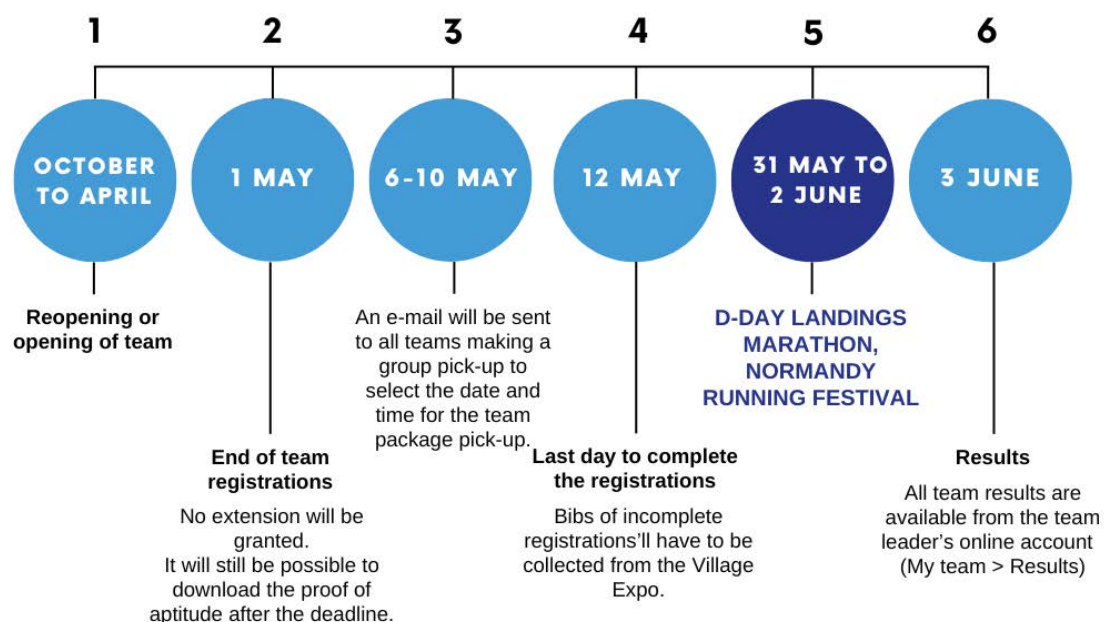 1
2
3
4
5
6
OCTOBER
TO APRIL
1 MAY
6-10 MAY
12 MAY
31 MAY TO
2 JUNE
3 JUNE
Reopening or
opening of team
End of team
registrations
No extension will be
granted.
It will still be possible to
download the proof of
aptitude after the deadline.
An e-mail will be sent
to all teams making a
group pick-up to
select the date and
time for the team
package pick-up.
Last day to complete
the registrations
Bibs of incomplete
registrations'll have to be
collected from the Village
Expo.
D-DAY LANDINGS
MARATHON,
NORMANDY
RUNNING FESTIVAL
Results
All team results are
available from the team
leader's online account
(My team > Results)